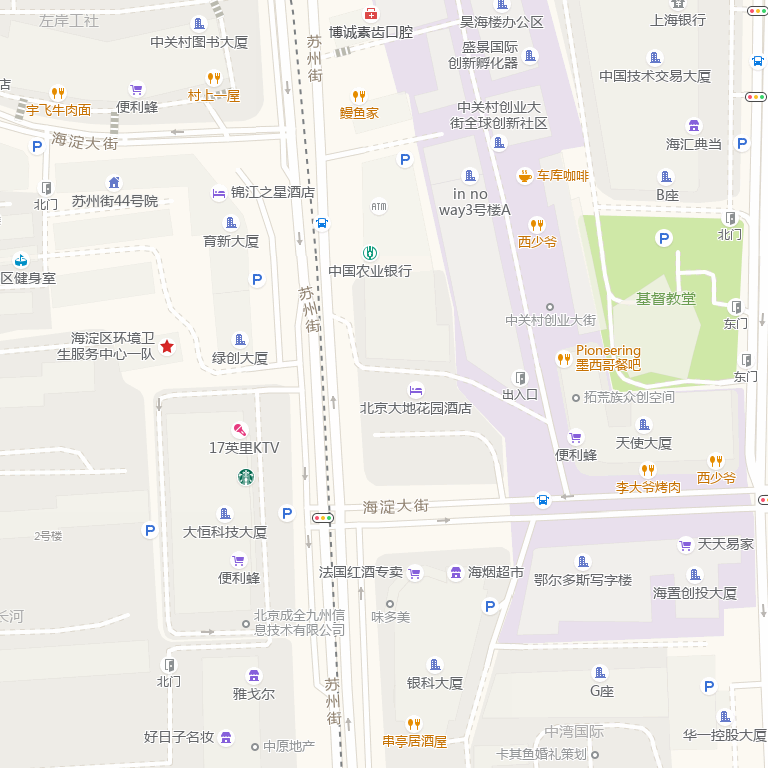 左岸工社
中关村图书大厦
博诚素齿口腔
昊海楼办公区
上海银行
盛景国际
创新孵化器
中国技术交易大厦
店
宇飞牛肉面
便利蜂
村上一屋
苏州街
鳗鱼家
中关村创业大
街全球创新社区
海淀大街
海汇典当
P
P
P
北门
苏州街44号院
锦江之星酒店
ATM
in no
way3号楼A
车库咖啡
B座
育新大厦
西少爷
北门
P
区健身室
中国农业银行
P
苏州街
基督教堂
中关村创业大街
东门
海淀区环境卫
生服务中心一队
绿创大厦
Pioneering
墨西哥餐吧
东门
出入口
拓荒族众创空间
北京大地花园酒店
17英里KTV
天使大厦
便利蜂
西少爷
李大爷烤肉
海淀大街
P
P
大恒科技大厦
2号楼
天天易家
便利蜂
法国红酒专卖
海烟超市
鄂尔多斯写字楼
海置创投大厦
P
长河
北京成全九州信
息技术有限公司
味多美
北门
雅戈尔
苏州街
银科大厦
G座
P
好日子名妆
中原地产
串亭居酒屋
中湾国际
华一控股大厦
卡其鱼婚礼策划